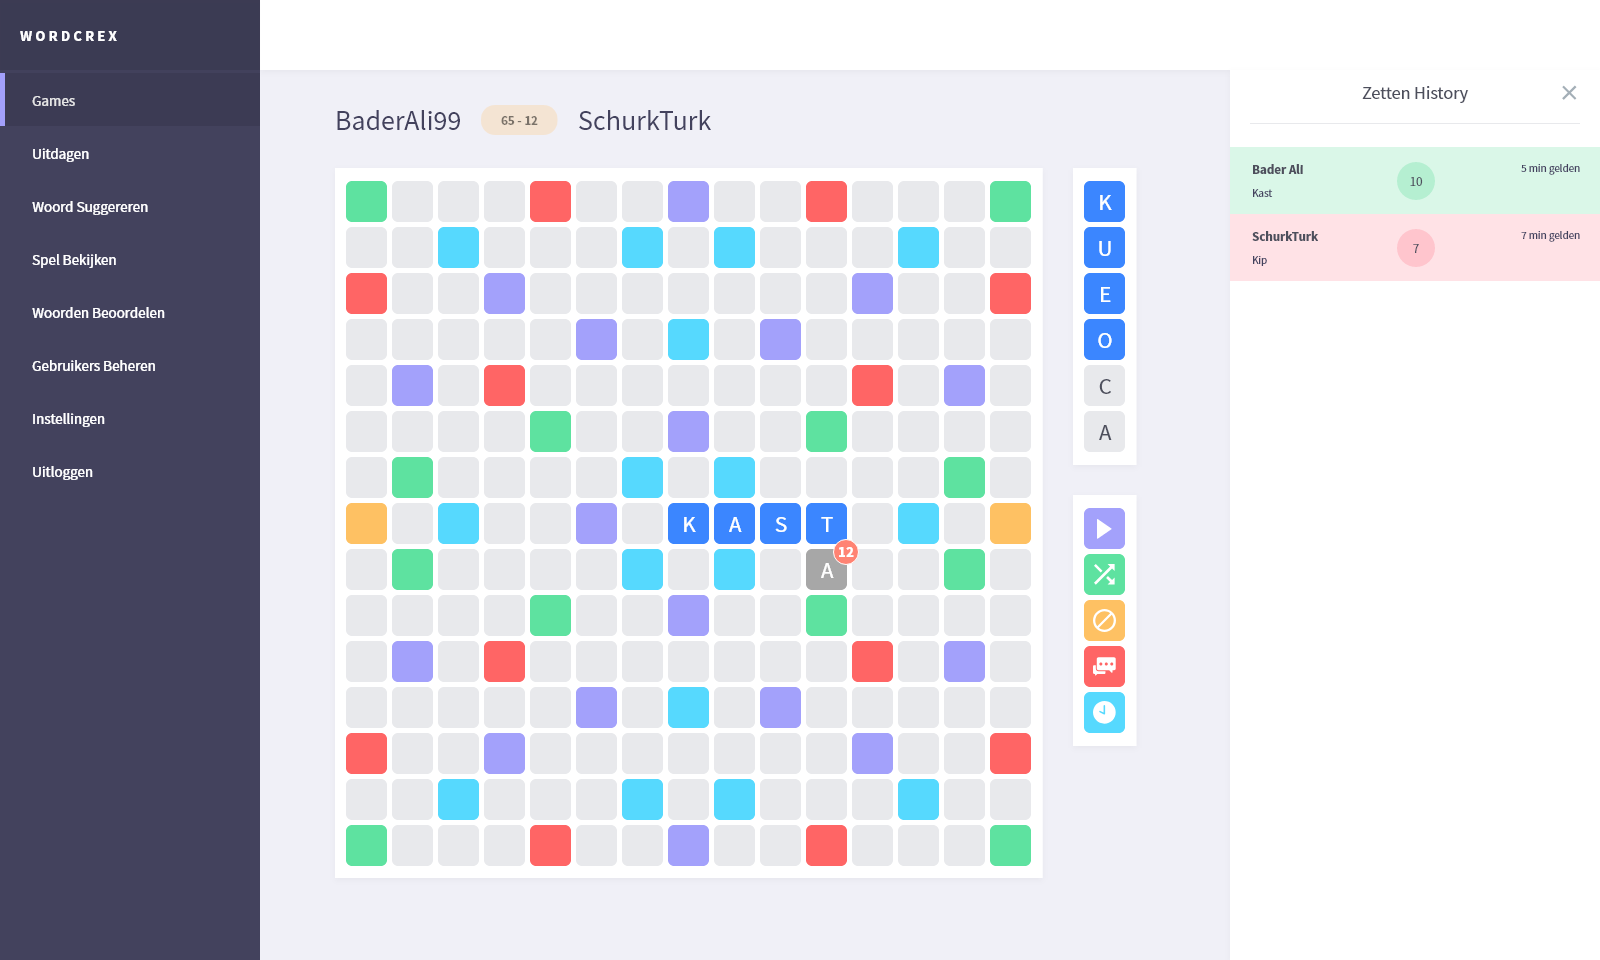 WORDCREX
Games
Uitdagen
Woord Suggereren
Spel Bekijken
Woorden Beoordelen
Gebruikers Beheren
Instellingen
Uitloggen
BaderAli99
65 - 12
SchurkTurk
K A S T
A
12
K
U
E
O
C
A
Zetten History
Bader Ali
10
5 min gelden
Kast
SchurkTurk
7
7 min gelden
Kip